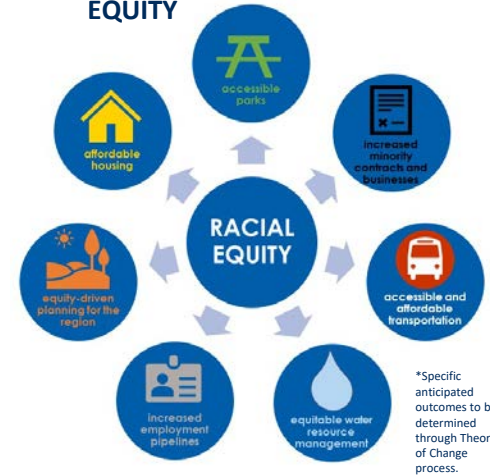 EQUITY
accessible
parks
increased
minority
contracts and
businesses
accessible and
affordable
transportation
equitable water
resource
management
increased
employment
pipelines
equity-driven
planning for the
region
affordable
housing
RACIAL
EQUITY
*Specific
anticipated
outcomes to b
determined
through Theor
of Change
process.